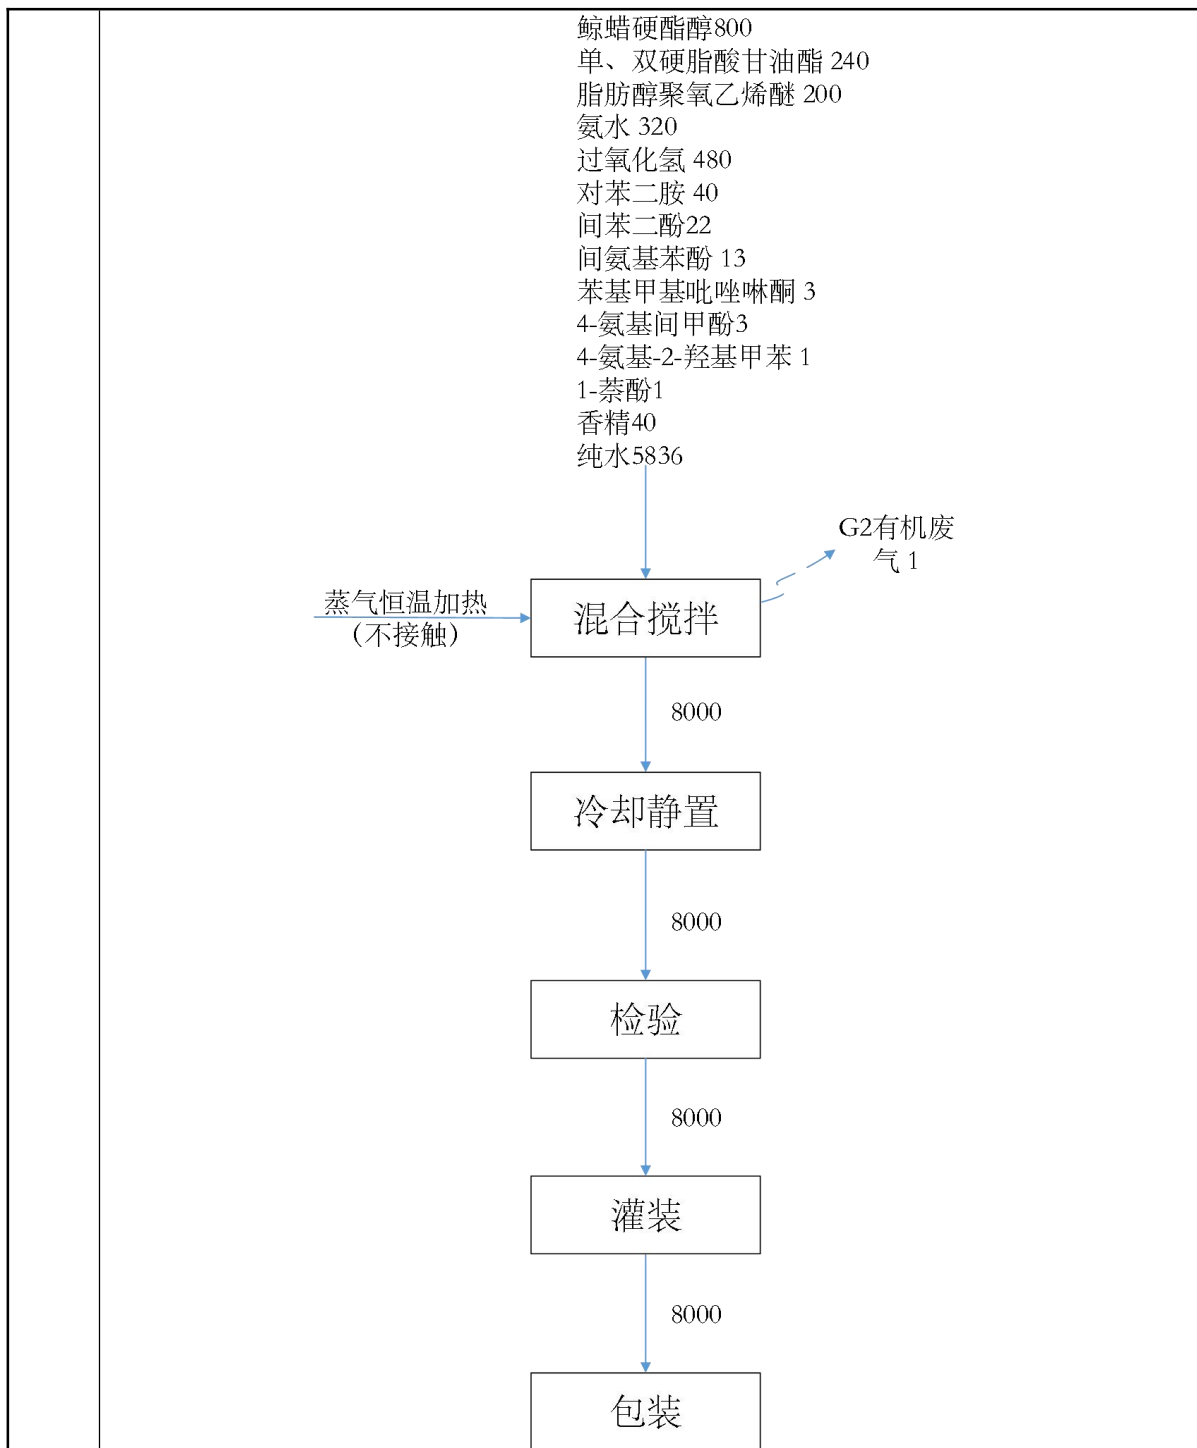 鲸蜡硬酯醇800
单、双硬脂酸甘油酯 240
脂肪醇聚氧乙烯醚 200
氨水 320
过氧化氢 480
对苯二胺 40
间苯二酚22
间氨基苯酚 13
苯基甲基吡唑啉酮 3
4-氨基间甲酚3
4-氨基-2-羟基甲苯 1
1-萘酚1
香精40
纯水5836
G2有机废
气 1
蒸气恒温加热
（不接触）
混合搅拌
8000
冷却静置
8000
检验
8000
灌装
8000
包装